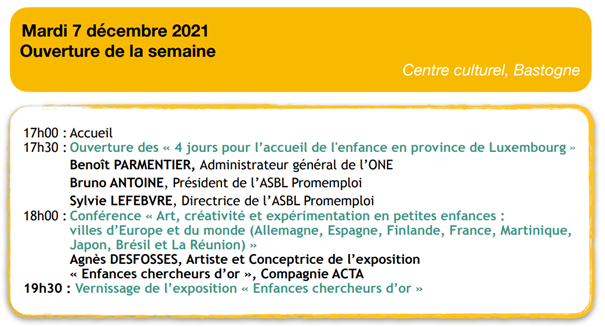 Mardi 7 décembre 2021
Ouverture de la semaine
Centre culturel, Bastogne
17h00 : Accueil
17h30 : Ouverture des « 4 jours pour l’accueil de l'enfance en province de Luxembourg »
Benoît PARMENTIER, Administrateur général de l’ONE
Bruno ANTOINE, Président de l’ASBL Promemploi
Sylvie LEFEBVRE, Directrice de l’ASBL Promemploi
18h00 : Conférence « Art, créativité et expérimentation en petites enfances :
villes d’Europe et du monde (Allemagne, Espagne, Finlande, France, Martinique,
Japon, Brésil et La Réunion) »
Agnès DESFOSSES, Artiste et Conceptrice de l’exposition
« Enfances chercheurs d’or », Compagnie ACTA
19h30 : Vernissage de l’exposition « Enfances chercheurs d’or »